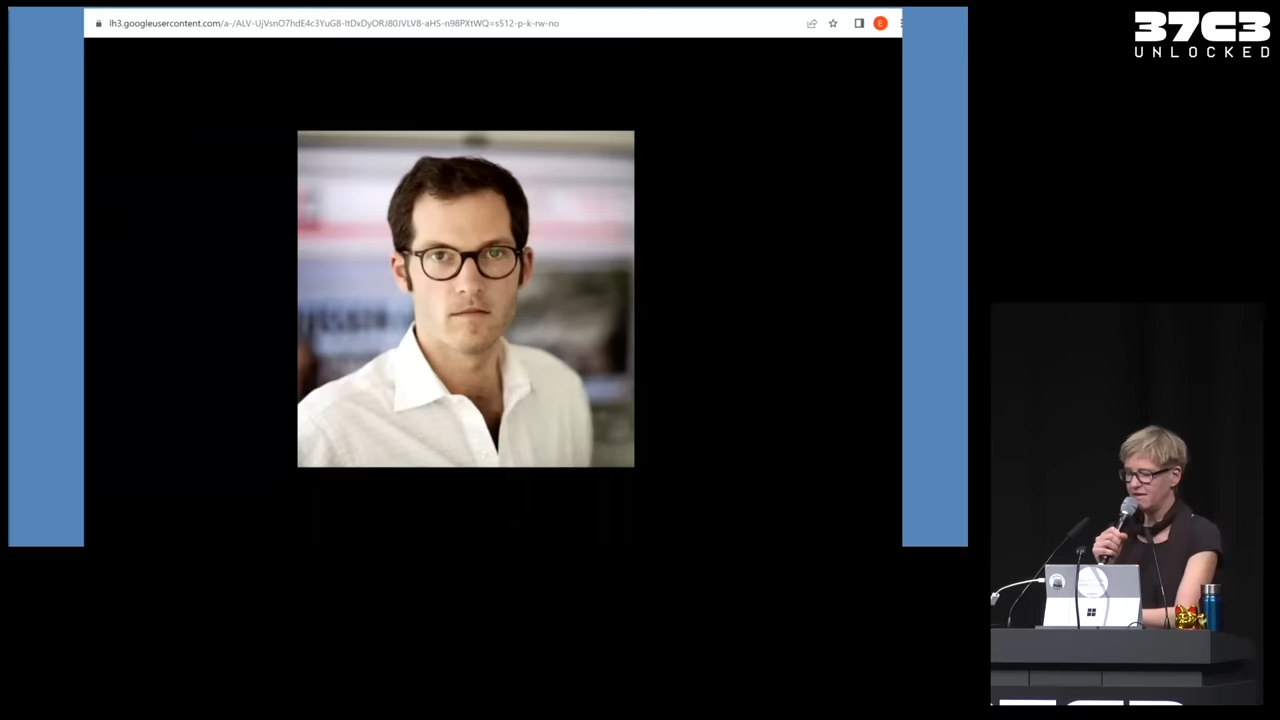 lh3.googleusercontent.com/a-/ALV-UjVsnO7hdE4c3YuG8-ltDxDyORJ80JVLV8-aHS-n98PXtWQ=s512-p-k-rw-no
E
37C3
UNLOCKED